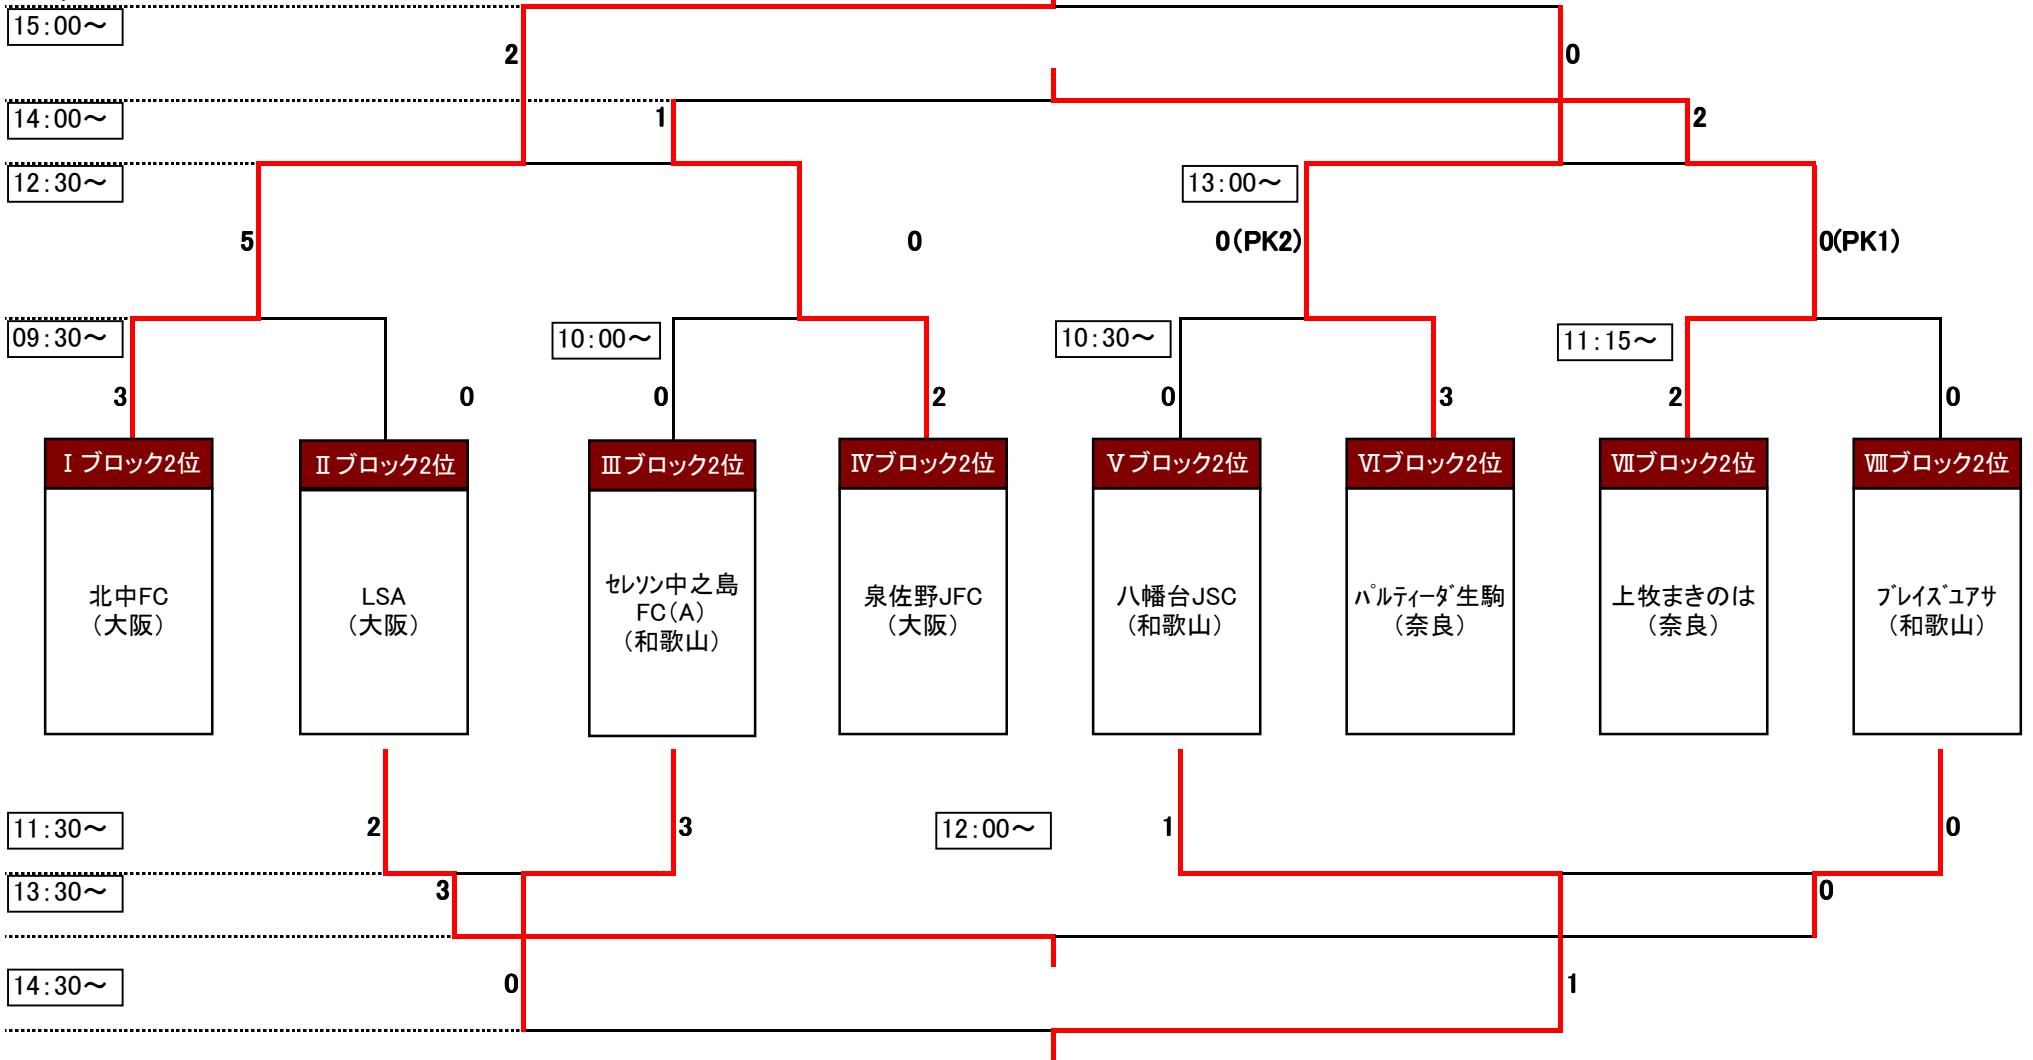 15:00～
2
0
14:00～
1
2
12:30～
13:00～
5
0
0(PK2)
0(PK1)
09:30～
10:00～
10:30～
11:15～
3
0
0
2
0
3
2
0
Ⅰブロック2位
Ⅱブロック2位
Ⅲブロック2位
Ⅳブロック2位
Ⅴブロック2位
Ⅵブロック2位
Ⅶブロック2位
Ⅷブロック2位
北中FC
（大阪）
LSA
（大阪）
ｾﾚｿﾝ中之島
FC(A)
（和歌山）
泉佐野JFC
（大阪）
八幡台JSC
（和歌山）
ﾊﾟﾙﾃｨｰﾀﾞ生駒
（奈良）
上牧まきのは
（奈良）
ﾌﾞﾚｲｽﾞﾕｱｻ
（和歌山）
11:30～
2
3
12:00～
1
0
13:30～
3
0
14:30～
0
1